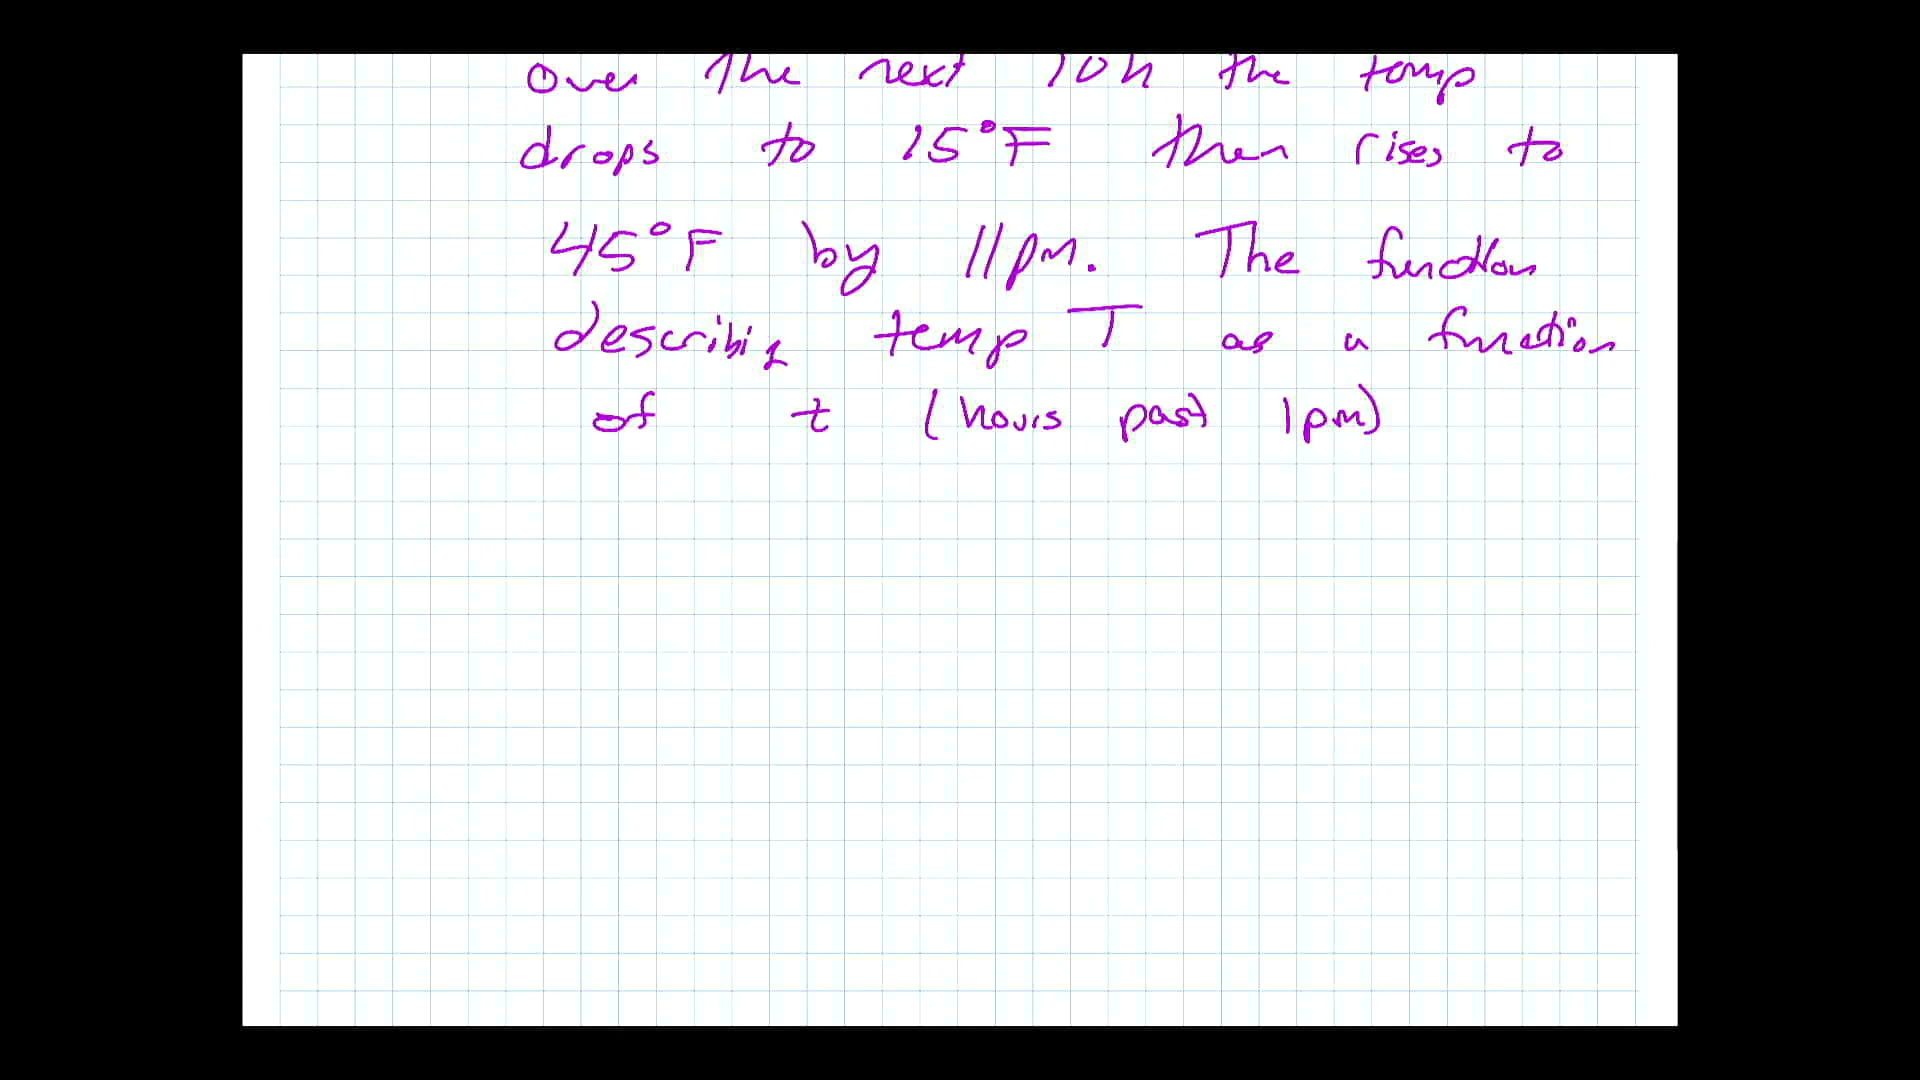 Over the next 10h the temp
drops to 15°F then rises to
45°F by 11pm. The function
describing temp T as a function
of t (hours past 1pm)